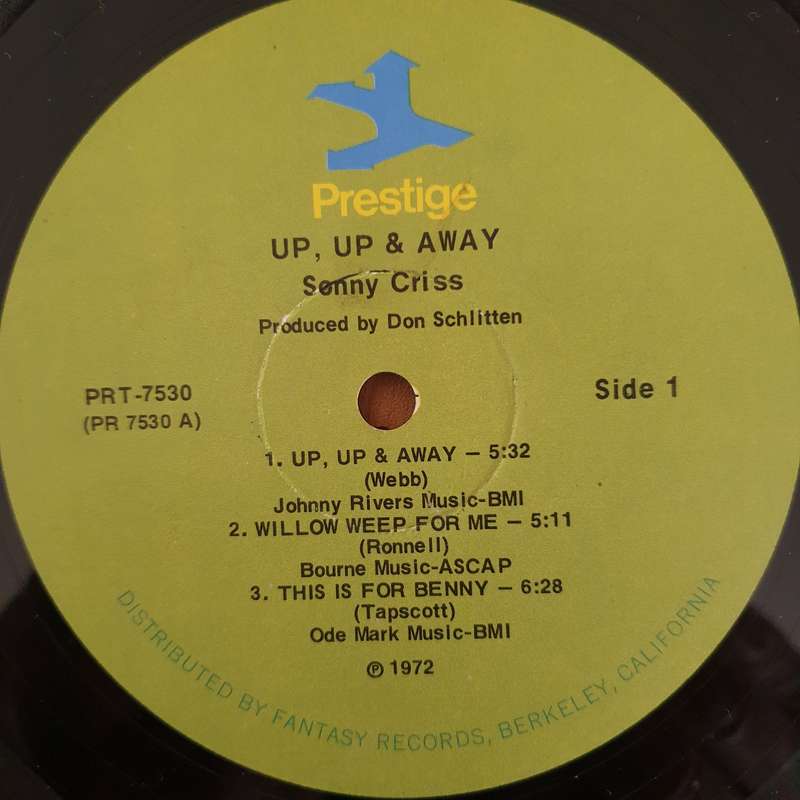 Prestige
UP, UP & AWAY
Sonny Criss
Produced by Don Schlitten
PRT-7530
(PR 7530 A)
Side 1
1. UP, UP & AWAY – 5:32
(Webb)
Johnny Rivers Music-BMI
2. WILLOW WEEP FOR ME – 5:11
(Ronnell)
Bourne Music-ASCAP
3. THIS IS FOR BENNY – 6:28
(Tapscott)
Ode Mark Music-BMI
℗ 1972
DISTRIBUTED BY FANTASY RECORDS, BERKELEY, CALIFORNIA